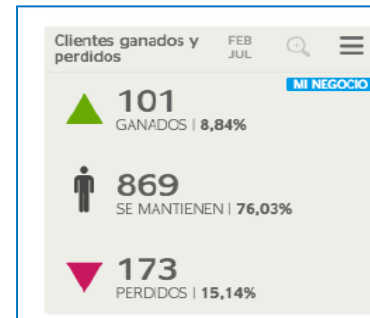 Clientes ganados y
perdidos
FEB
JUL
MI NEGOCIO
101
GANADOS | 8,84%
869
SE MANTIENEN | 76,03%
173
PERDIDOS | 15,14%